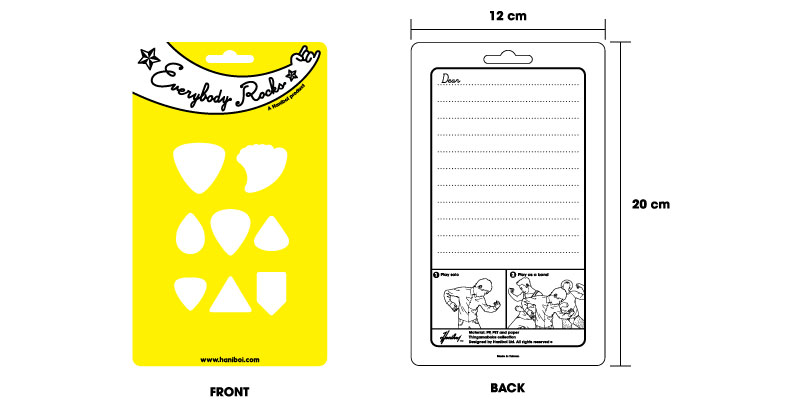 12 cm
Everybody Rocks
A Haniboi product
www.haniboi.com
FRONT
Dear
1 Play solo
2 Play as a band
Haniboi
Material: PP, PET and paper
Thingamabobs collection
Designed by Haniboi Ltd. All rights reserved
Made in Taiwan
BACK
20 cm